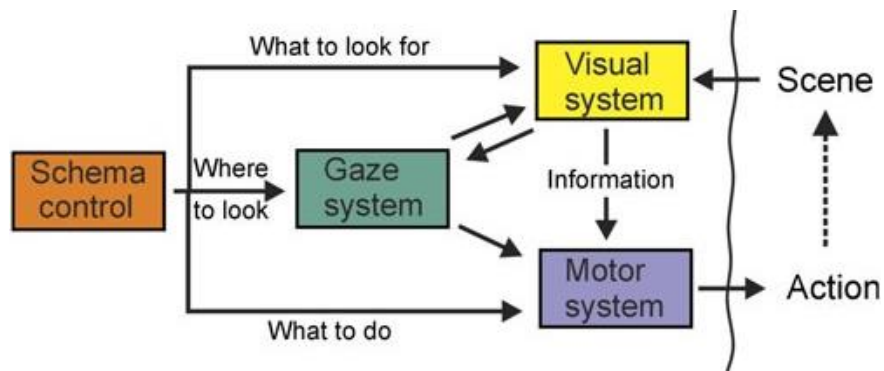 What to look for
Visual
system
Scene
Schema
control
Where
to look
Gaze
system
Information
Motor
system
Action
What to do